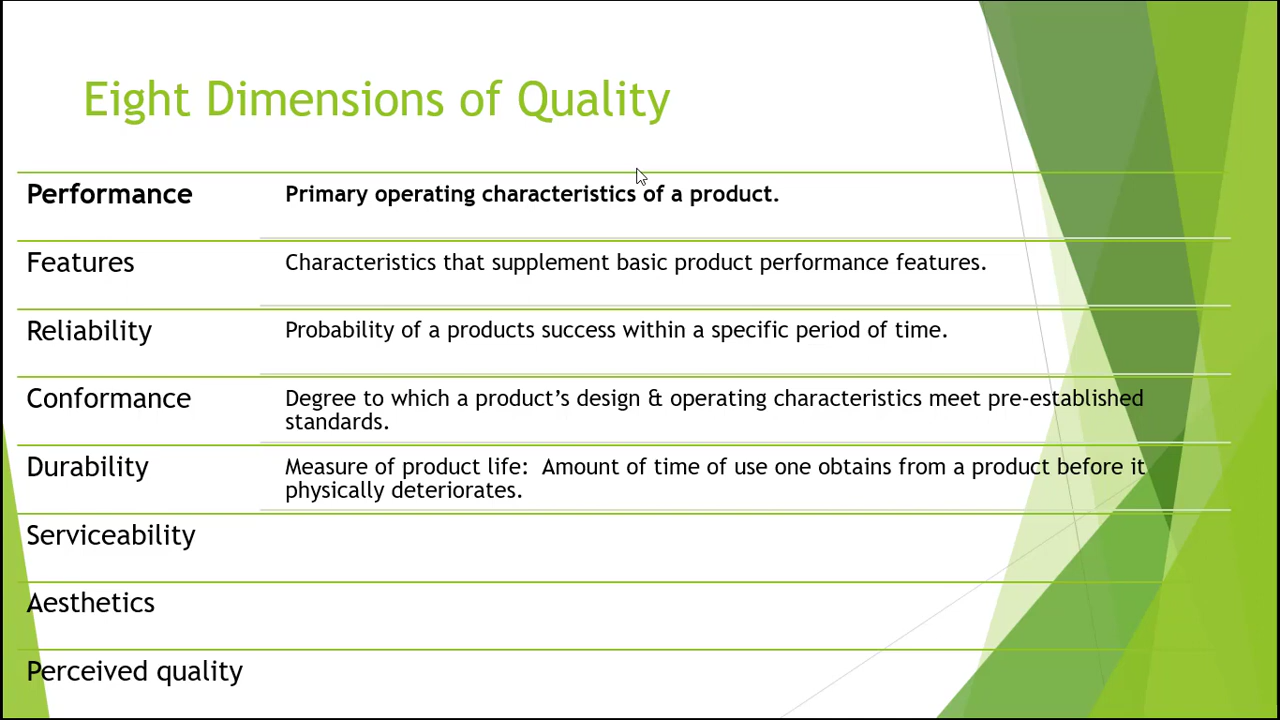 Eight Dimensions of Quality
Performance
Primary operating characteristics of a product.
Features
Characteristics that supplement basic product performance features.
Reliability
Probability of a products success within a specific period of time.
Conformance
Degree to which a product’s design & operating characteristics meet pre-established
standards.
Durability
Measure of product life:  Amount of time of use one obtains from a product before it
physically deteriorates.
Serviceability
Aesthetics
Perceived quality